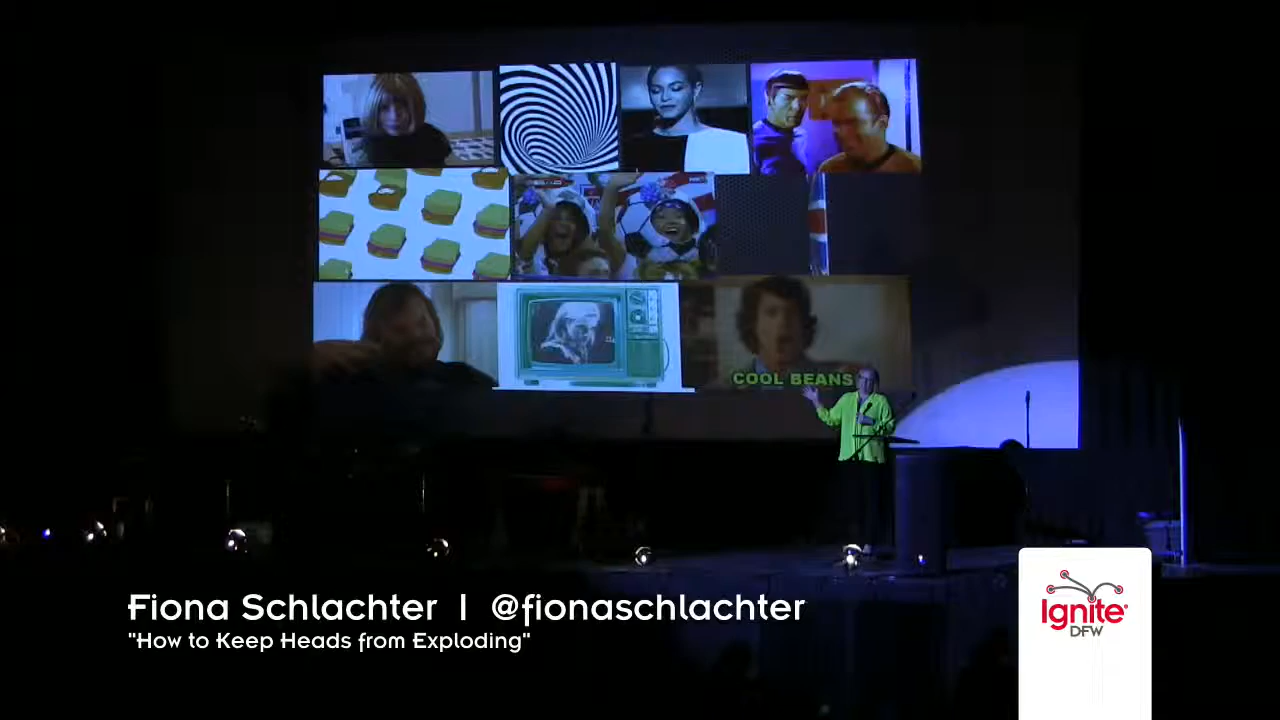 COOL BEANS
Fiona Schlachter | @fionaschlachter
"How to Keep Heads from Exploding"
Ignite
DFW